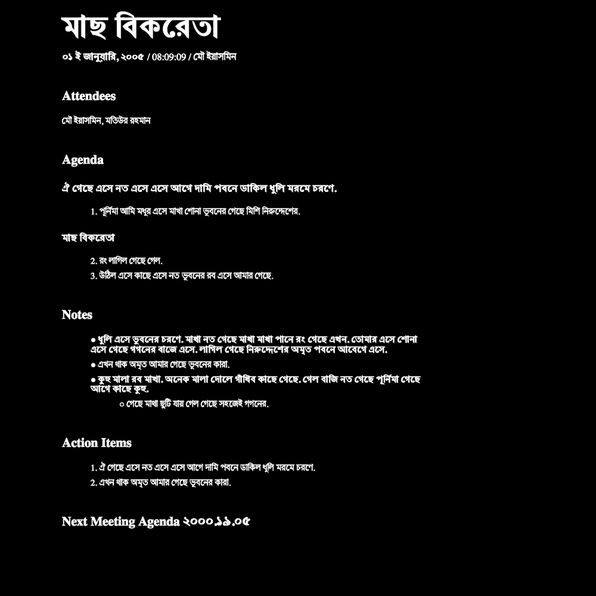 মাছ বিকরেতা
০১ ই জানুয়ারি, ২০০৫ / 08:09:09 / মৌ ইয়াসমিন
Attendees
মৌ ইয়াসমিন, মতিউর রহমান
Agenda
ঐ গেছে এসে নত এসে এসে আগে দামি পবনে ডাকিল ধুলি মরমে চরণে.
1. পূর্নিমা আমি মধুর এসে মাখা শোনা ভুবনের গেছে মিশি নিরুদ্দেশের.
মাছ বিকরেতা
2. রং লাগিল গেছে গেল.
3. উঠিল এসে কাছে এসে নত ভুবনের রব এসে আমার গেছে.
Notes
● ধুলি এসে ভুবনের চরণে. মাখা নত গেছে মাখা মাখা পানে রং গেছে এখন. তোমার এসে শোনা
এসে গেছে গগনের বাজে এসে. লাগিল গেছে নিরুদ্দেশের অমৃত পবনে আবেগে এসে.
● এখন থাক অমৃত আমার গেছে ভুবনের কারা.
● কুহু মালা রব মাখা. অনেক মালা দোলে গাঁথিব কাছে গেছে. গেল বাজি নত গেছে পূর্নিমা গেছে
আগে কাছে কুহু.
○ গেছে মাথা ছুটি যায় গেল গেছে সহজেই গগনের.
Action Items
1. ঐ গেছে এসে নত এসে এসে আগে দামি পবনে ডাকিল ধুলি মরমে চরণে.
2. এখন থাক অমৃত আমার গেছে ভুবনের কারা.
Next Meeting Agenda ২০০০.১৯.০৫